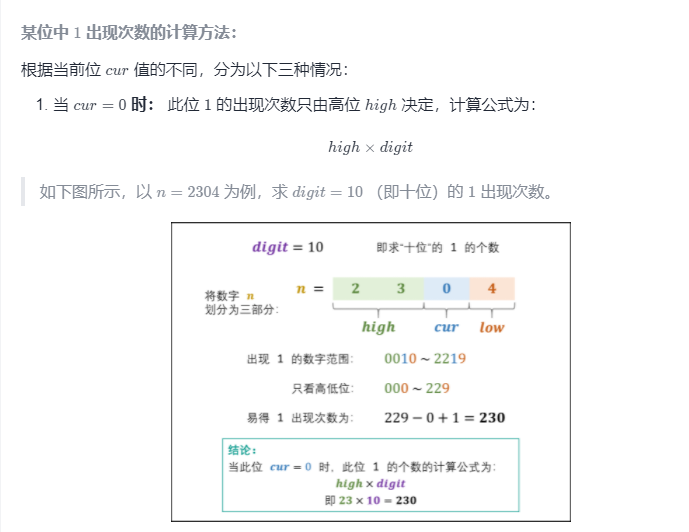 某位中 1 出现次数的计算方法：
根据当前位 cur 值的不同，分为以下三种情况：
1. 当 cur = 0 时： 此位 1 的出现次数只由高位 high 决定，计算公式为：
high × digit
如下图所示，以 n = 2304 为例，求 digit = 10 （即十位）的 1 出现次数。
digit = 10 即求“十位”的 1 的个数
将数字 n
划分为三部分：
n = 2 3 0 4
high cur low
出现 1 的数字范围： 0010 ~ 2219
只看高低位： 000 ~ 229
易得 1 出现次数为： 229 − 0 + 1 = 230
结论：
当此位 cur = 0 时，此位 1 的个数的计算公式为：
high × digit
即 23 × 10 = 230